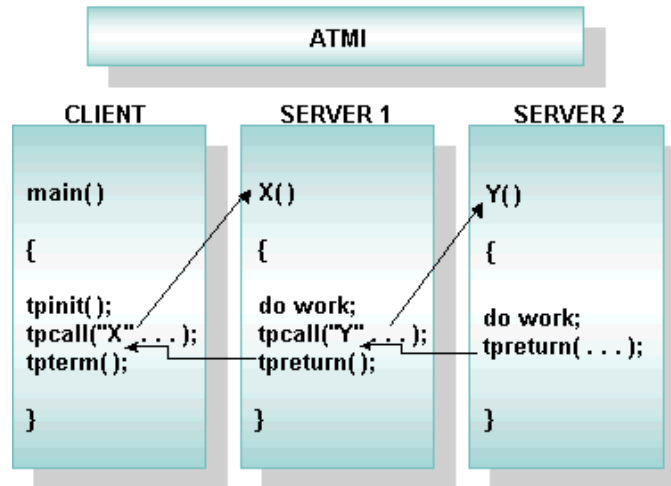 ATMI
CLIENT
main()
{
tpinit();
tpcall("X" . . . );
tpterm();
}
SERVER 1
X()
{
do work;
tpcall("Y" . . . );
tpreturn();
}
SERVER 2
Y()
{
do work;
tpreturn( . . . );
}